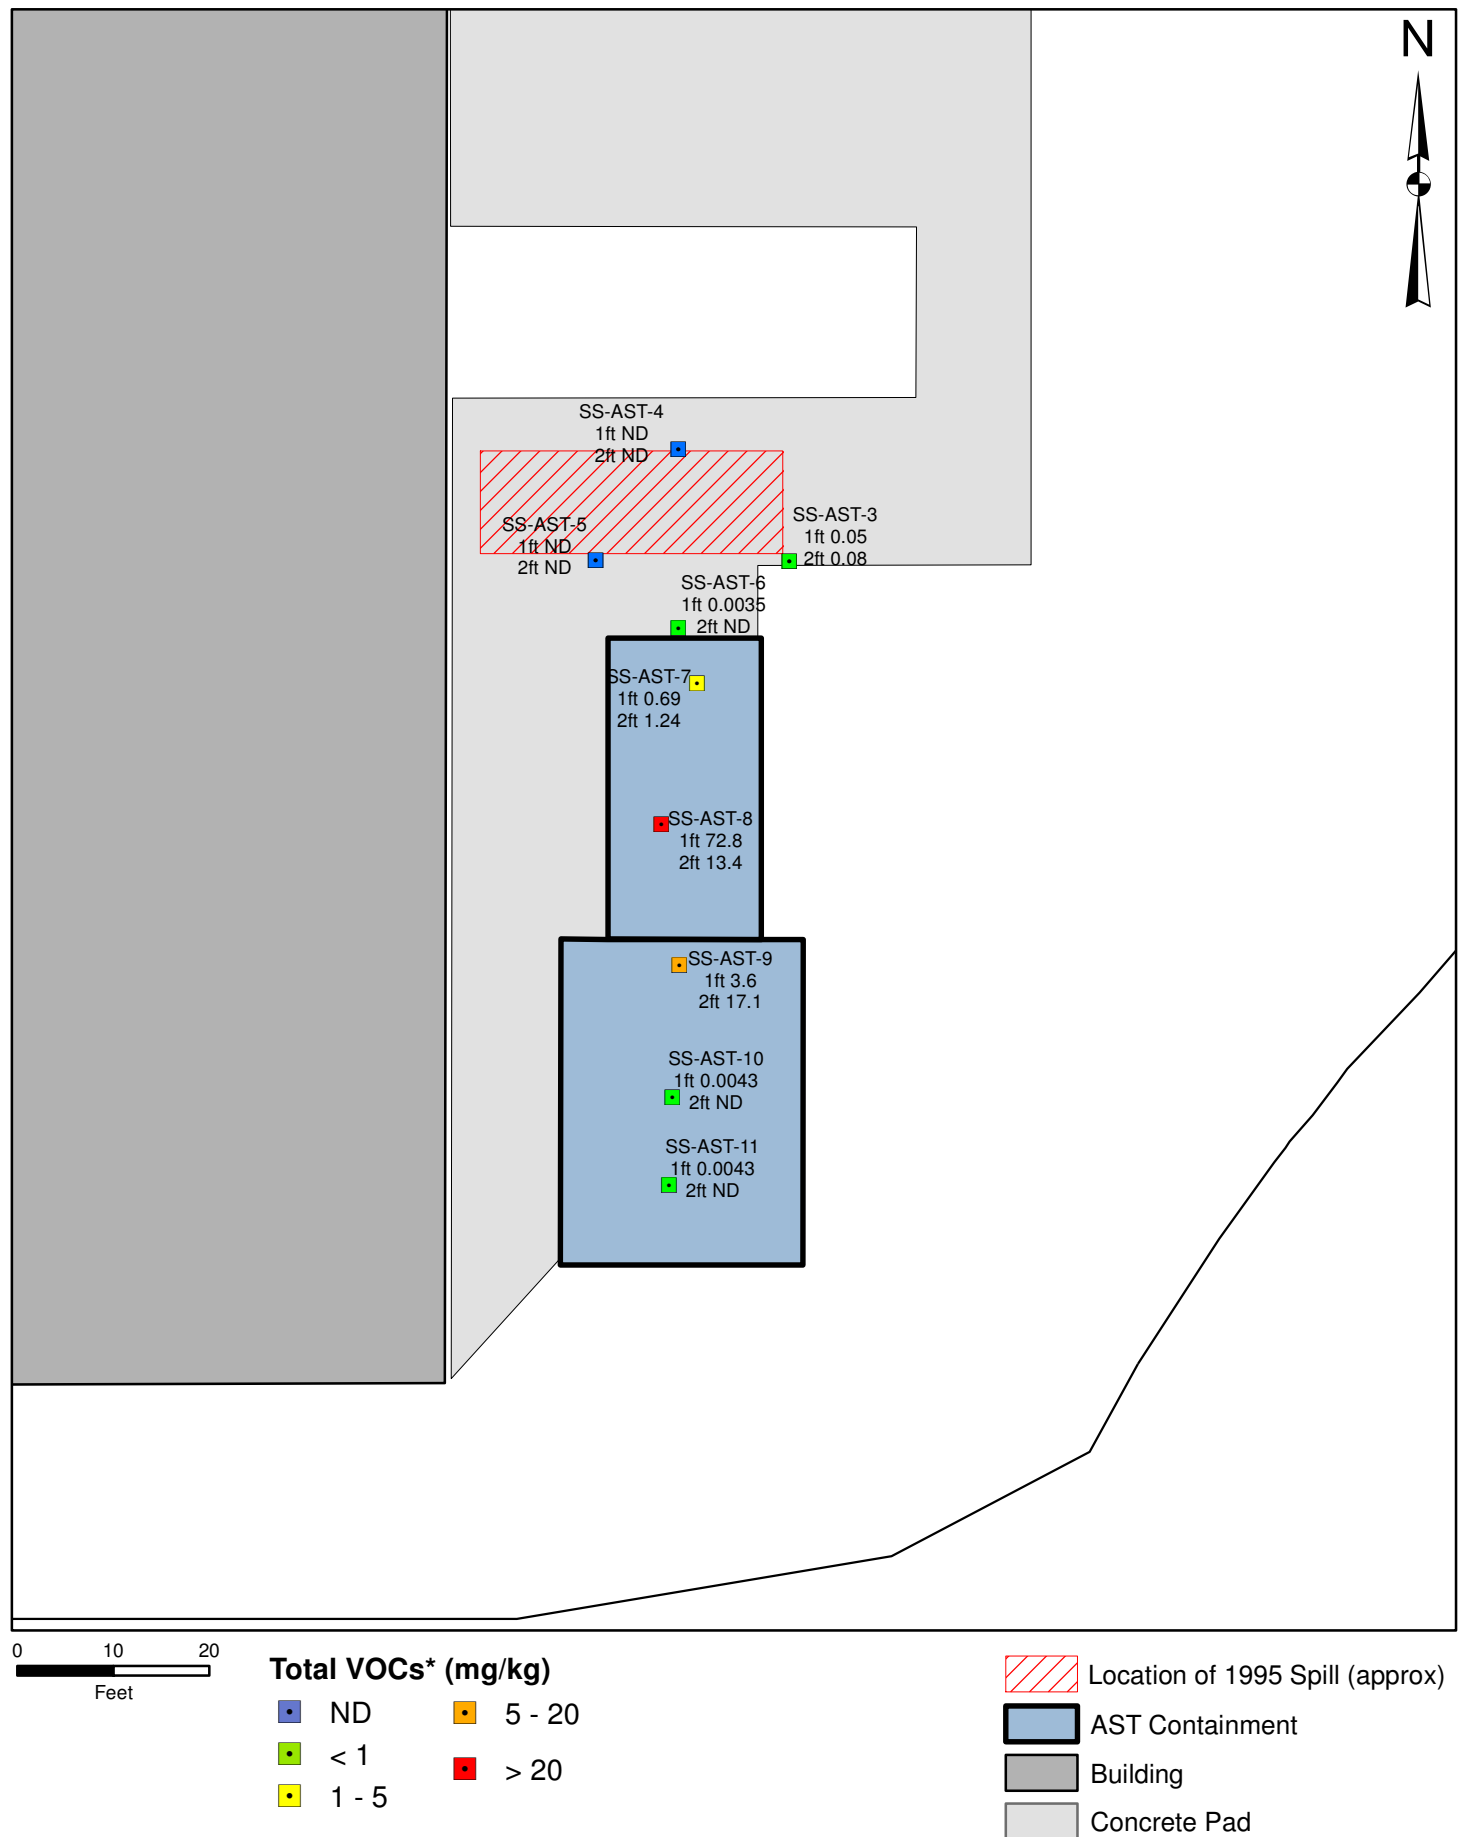 N
SS-AST-4
1ft ND
2ft ND
SS-AST-3
1ft 0.05
2ft 0.08
SS-AST-5
1ft ND
2ft ND
SS-AST-6
1ft 0.0035
2ft ND
SS-AST-7
1ft 0.69
2ft 1.24
SS-AST-8
1ft 72.8
2ft 13.4
SS-AST-9
1ft 3.6
2ft 17.1
SS-AST-10
1ft 0.0043
2ft ND
SS-AST-11
1ft 0.0043
2ft ND
0 10 20
Feet
Total VOCs* (mg/kg)
ND
< 1
1 - 5
5 - 20
> 20
Location of 1995 Spill (approx)
AST Containment
Building
Concrete Pad